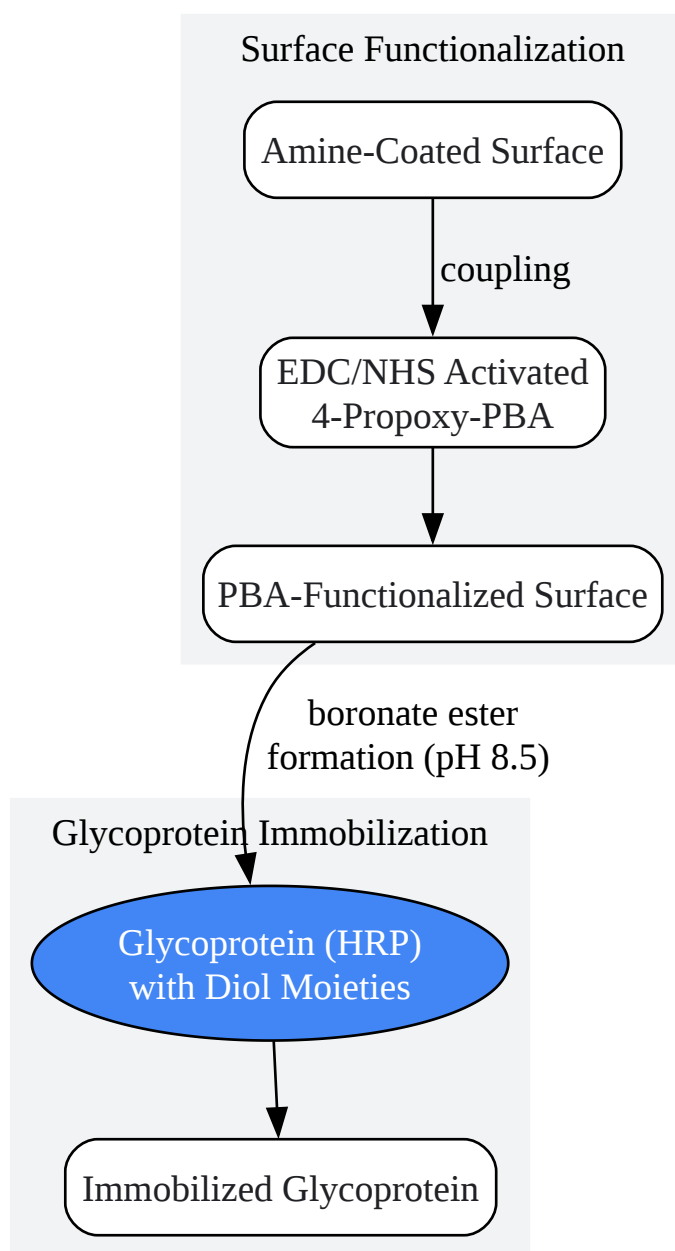 Surface Functionalization
Amine-Coated Surface
coupling
EDC/NHS Activated
4-Propoxy-PBA
PBA-Functionalized Surface
boronate ester
formation (pH 8.5)
Glycoprotein Immobilization
Glycoprotein (HRP)
with Diol Moieties
Immobilized Glycoprotein